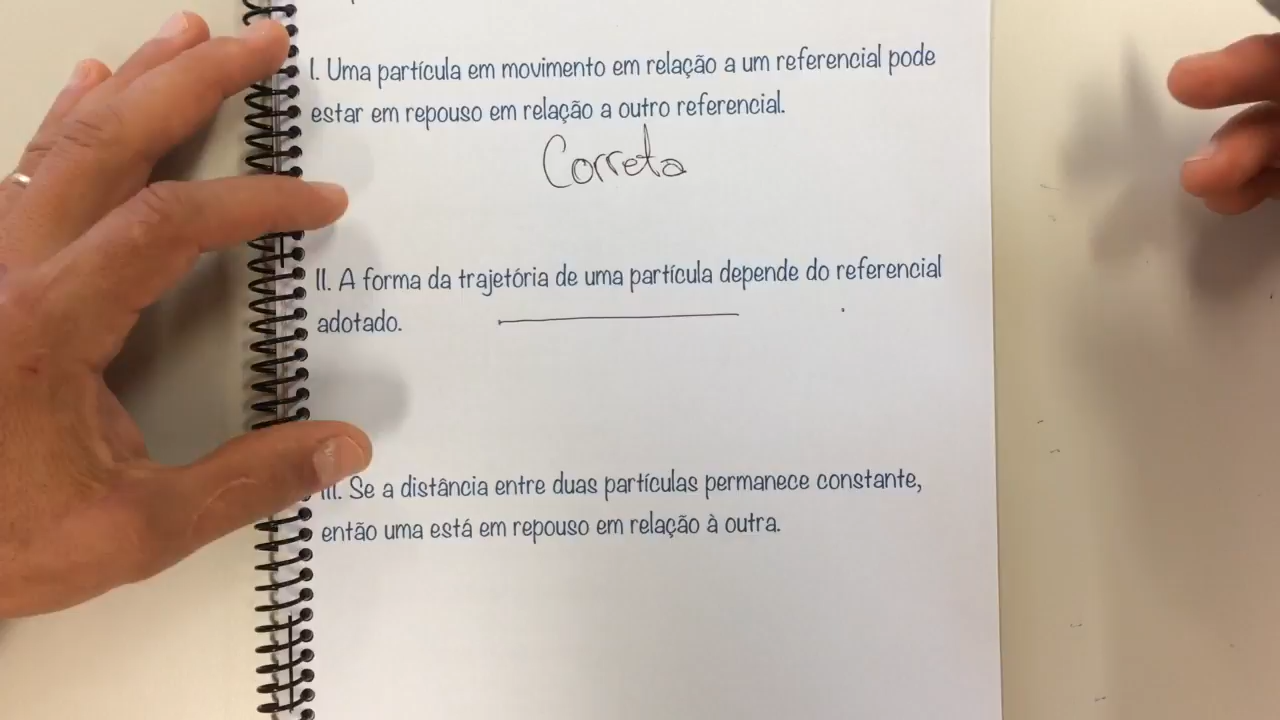 I. Uma partícula em movimento em relação a um referencial pode
estar em repouso em relação a outro referencial.
Correta
II. A forma da trajetória de uma partícula depende do referencial
adotado.
III. Se a distância entre duas partículas permanece constante,
então uma está em repouso em relação à outra.